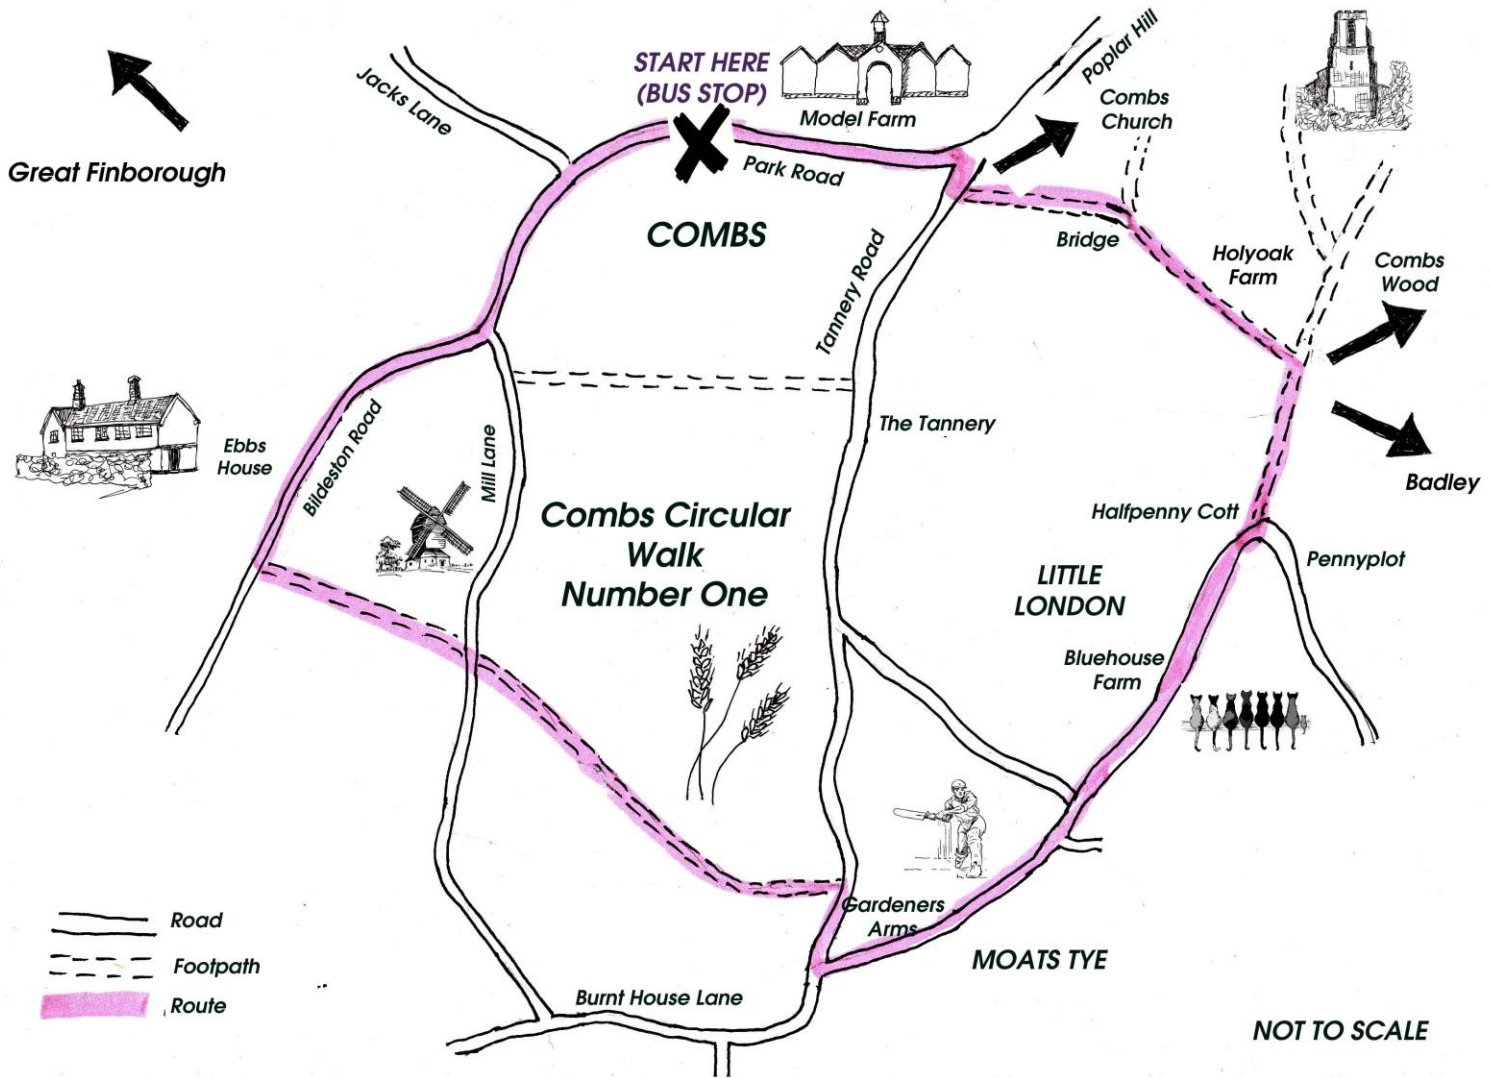 START HERE
(BUS STOP)
Poplar Hill
Jacks Lane
Model Farm
Combs
Church
Great Finborough
Park Road
COMBS
Bridge
Tannery Road
Holyoak
Farm
Combs
Wood
Ebbs
House
Bildeston Road
Mill Lane
The Tannery
Badley
Combs Circular
Walk
Number One
Halfpenny Cott
Pennyplot
LITTLE
LONDON
Bluehouse
Farm
Gardeners
Arms
MOATS TYE
Road
Footpath
Route
Burnt House Lane
NOT TO SCALE